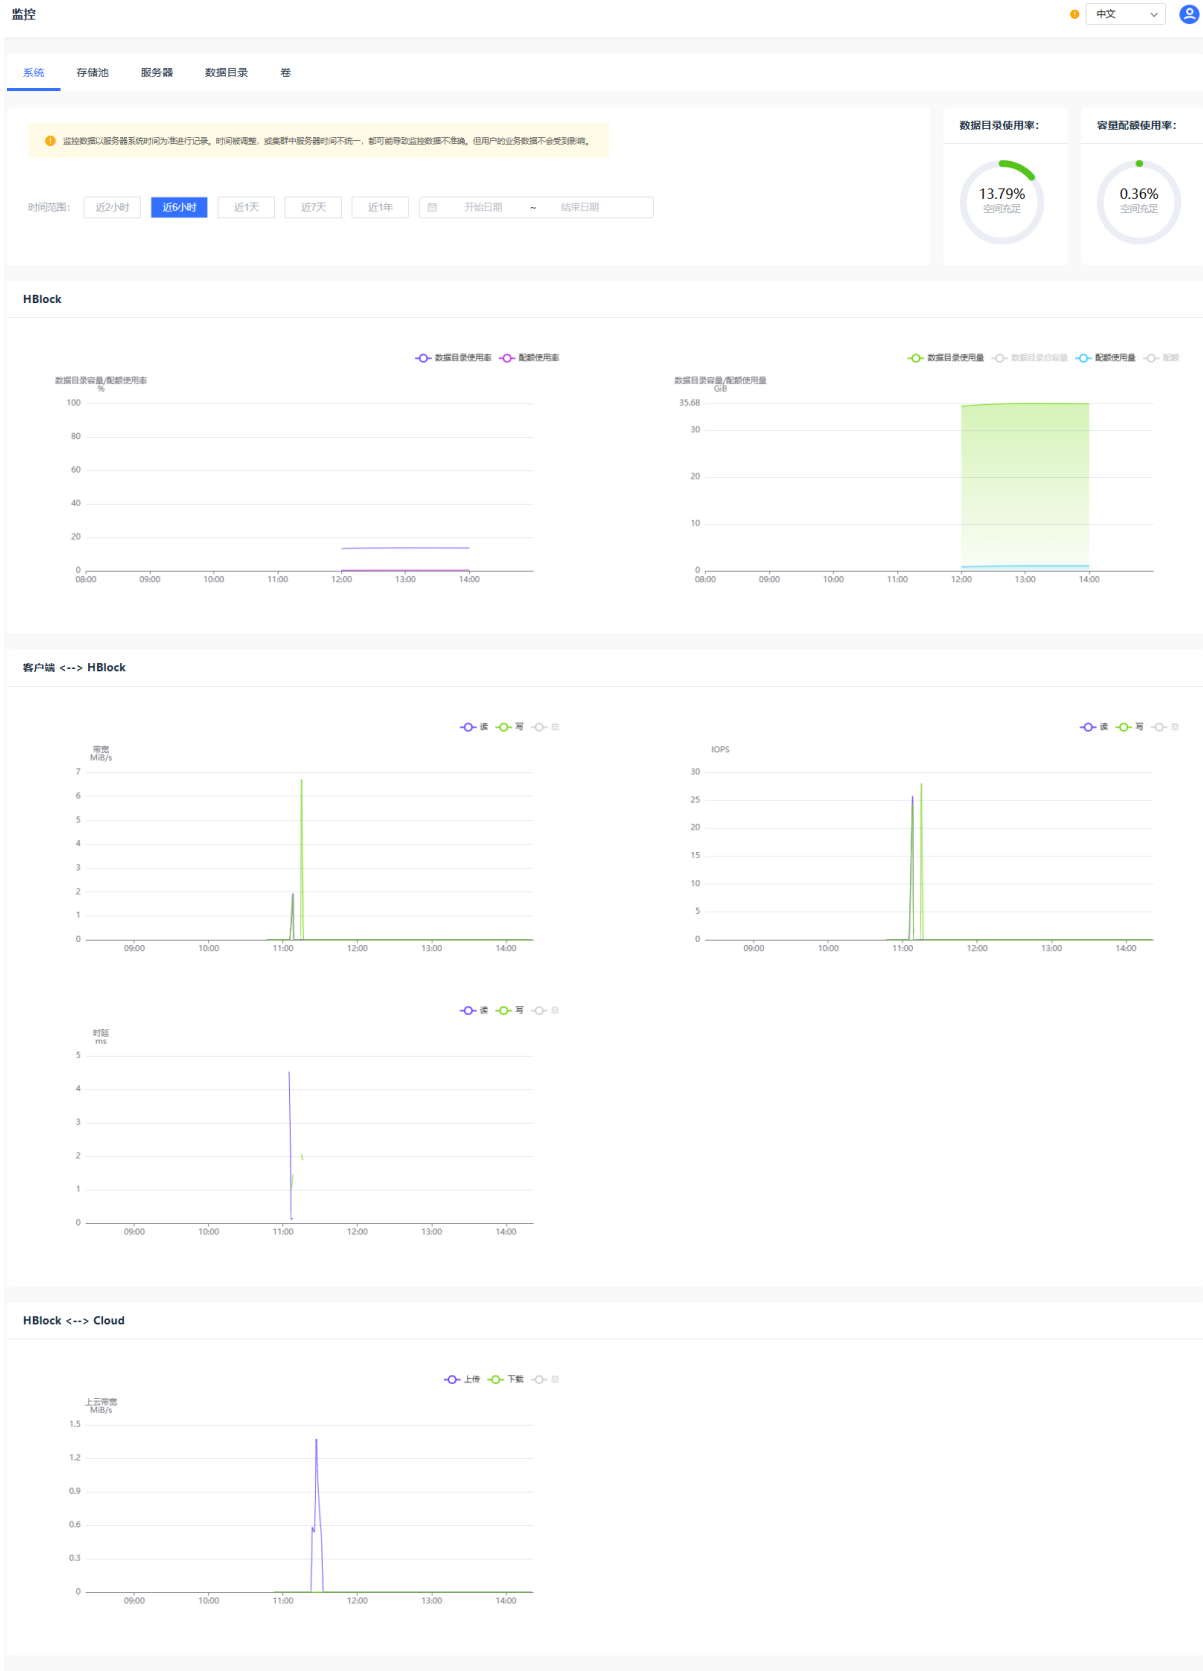 监控
中文
系统 存储池 服务器 数据目录 卷
监控数据以服务器系统时间为准进行记录。时间被调整，或集群中服务器时间不统一，都可能导致监控数据不准确。但用户的业务数据不会受到影响。
时间范围： 近2小时 近6小时 近1天 近7天 近1年 开始日期 ~ 结束日期
数据目录使用率：
13.79%
空间充足
容量配额使用率：
0.36%
空间充足
HBlock
数据目录使用率 配额使用率
数据目录容量/配额使用率
%
100
80
60
40
20
0
08:00 09:00 10:00 11:00 12:00 13:00 14:00
数据目录使用量 数据目录总容量 配额使用量 配额
数据目录容量/配额使用量
GiB
35.68
30
20
10
0
08:00 09:00 10:00 11:00 12:00 13:00 14:00
客户端 <--> HBlock
读 写 总
带宽
MiB/s
7
6
5
4
3
2
1
0
09:00 10:00 11:00 12:00 13:00 14:00
读 写 总
IOPS
30
25
20
15
10
5
0
09:00 10:00 11:00 12:00 13:00 14:00
读 写 总
时延
ms
5
4
3
2
1
0
09:00 10:00 11:00 12:00 13:00 14:00
HBlock <--> Cloud
上传 下载 总
上云带宽
MiB/s
1.5
1.2
0.9
0.6
0.3
0
09:00 10:00 11:00 12:00 13:00 14:00